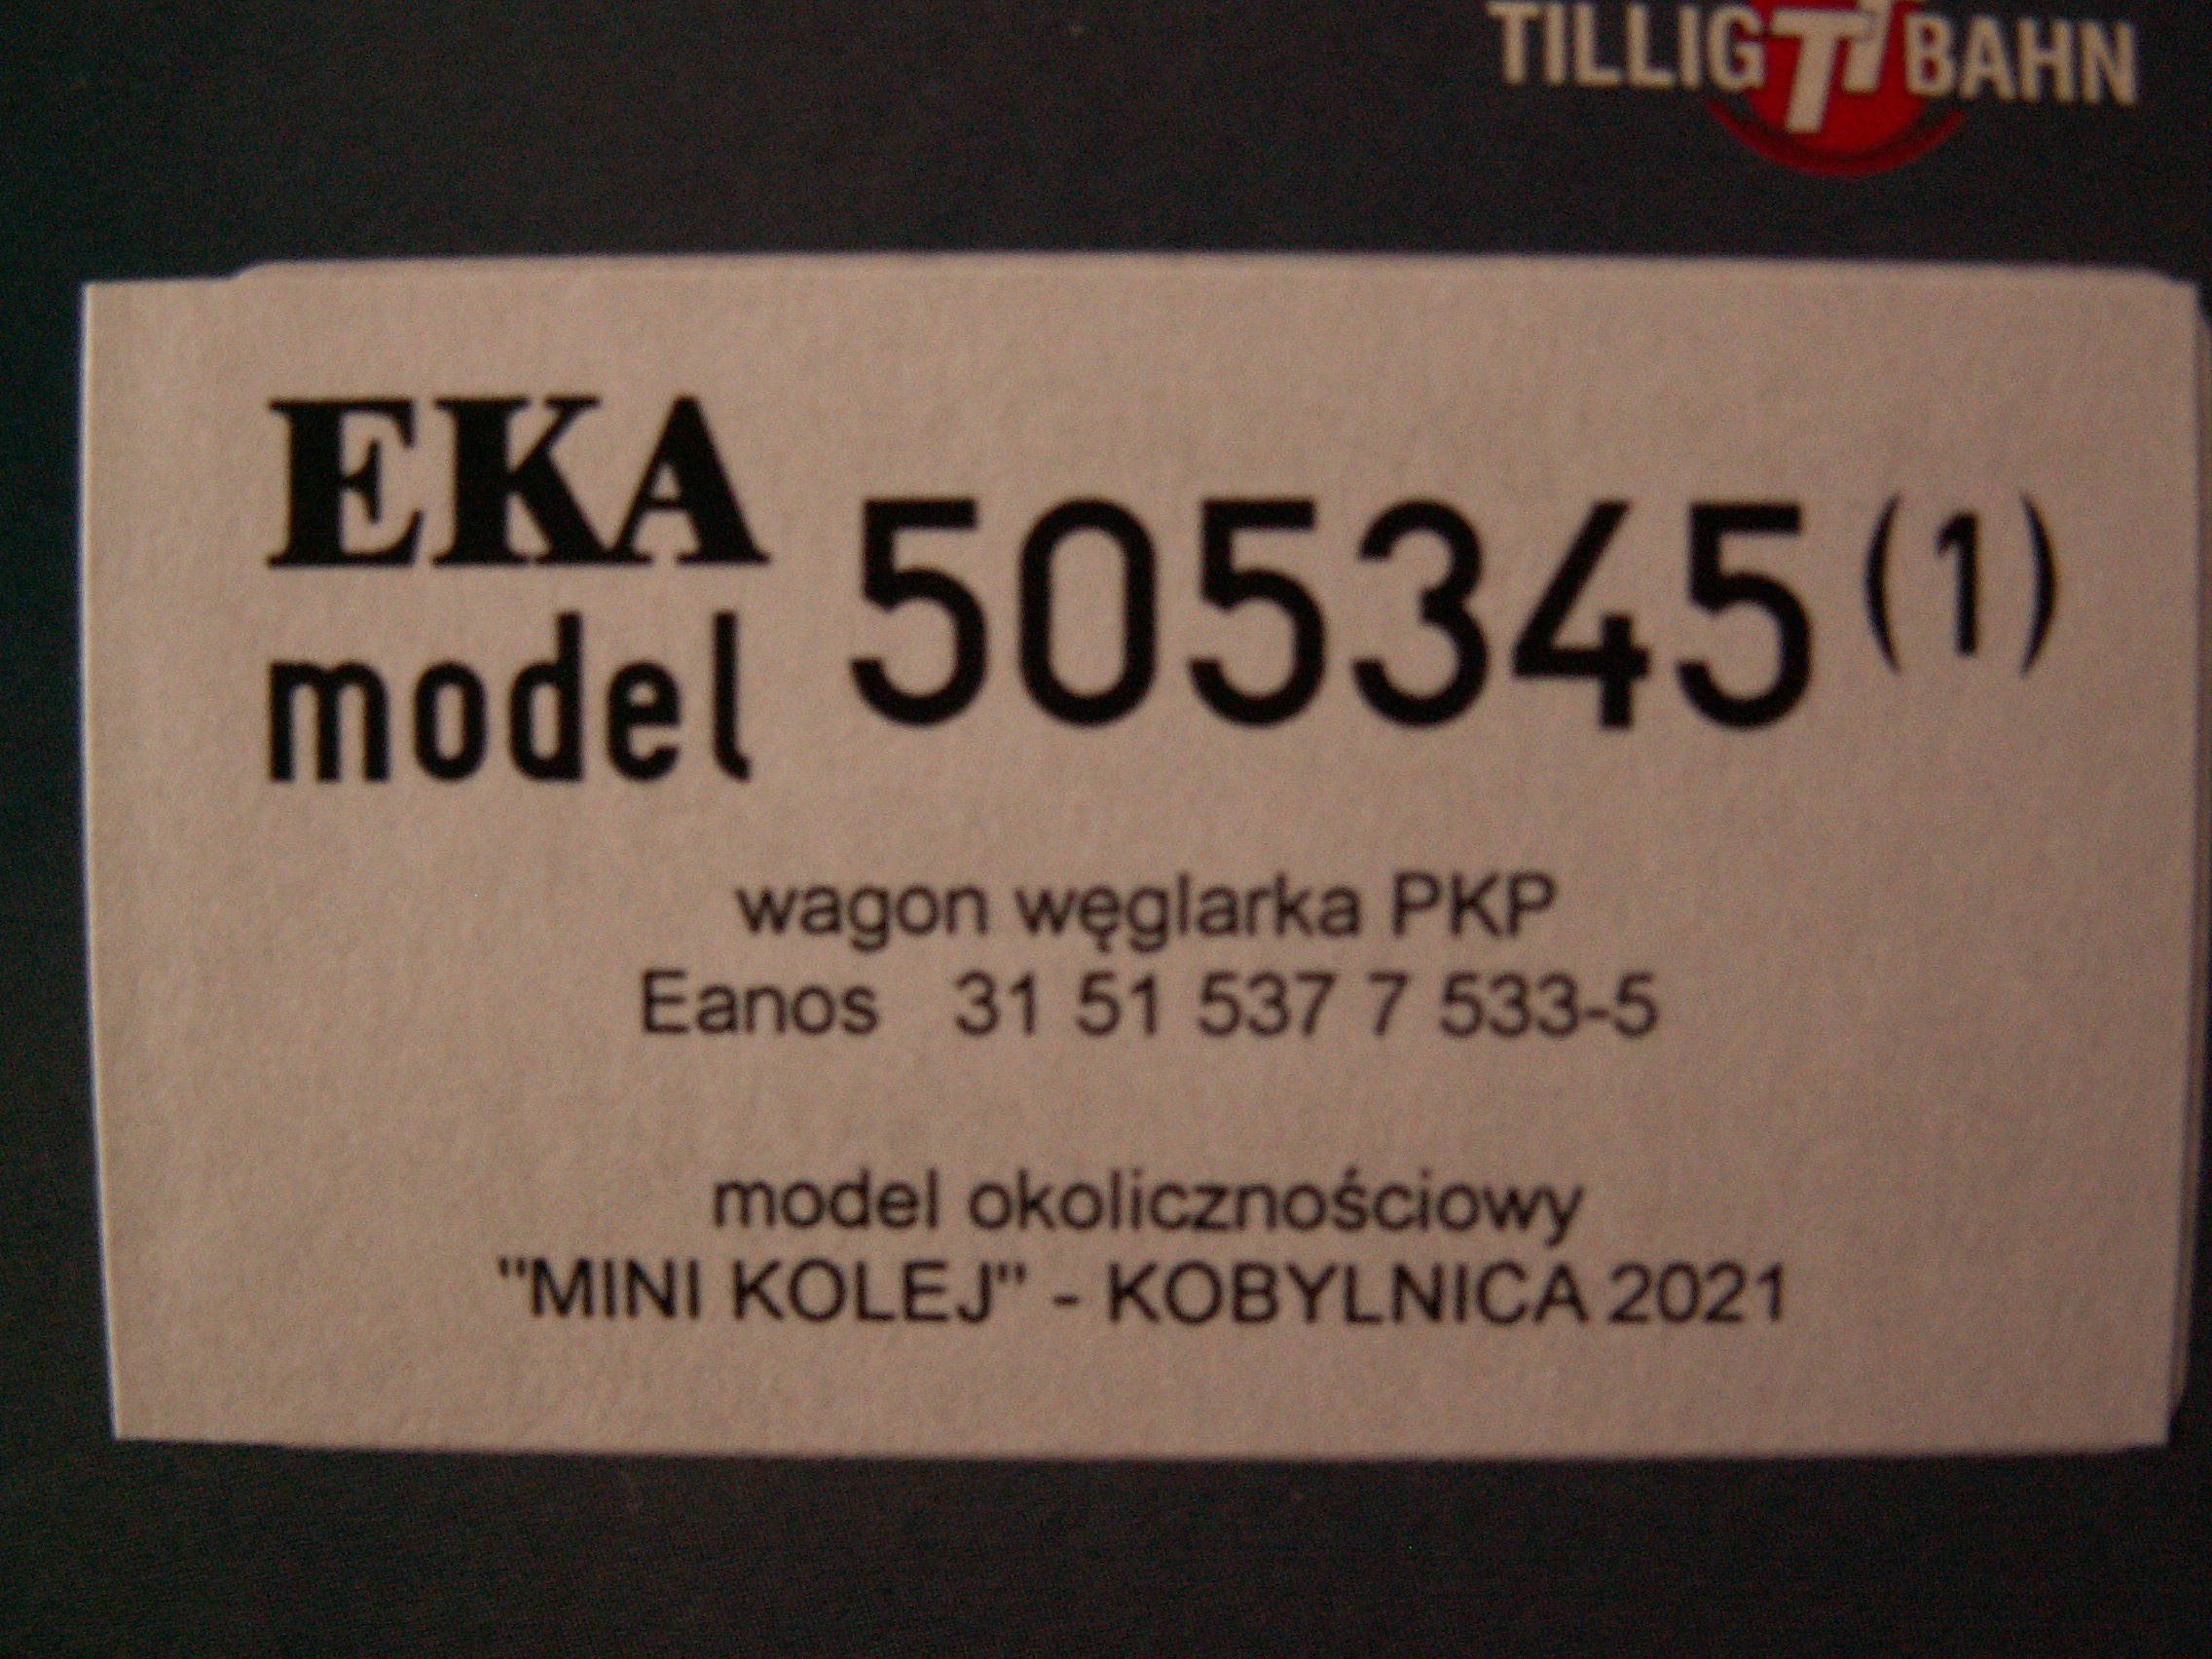 TILLIG TT BAHN
EKA
model 505345 (1)
wagon węglarka PKP
Eanos 31 51 537 7 533-5
model okolicznościowy
"MINI KOLEJ" - KOBYLNICA 2021